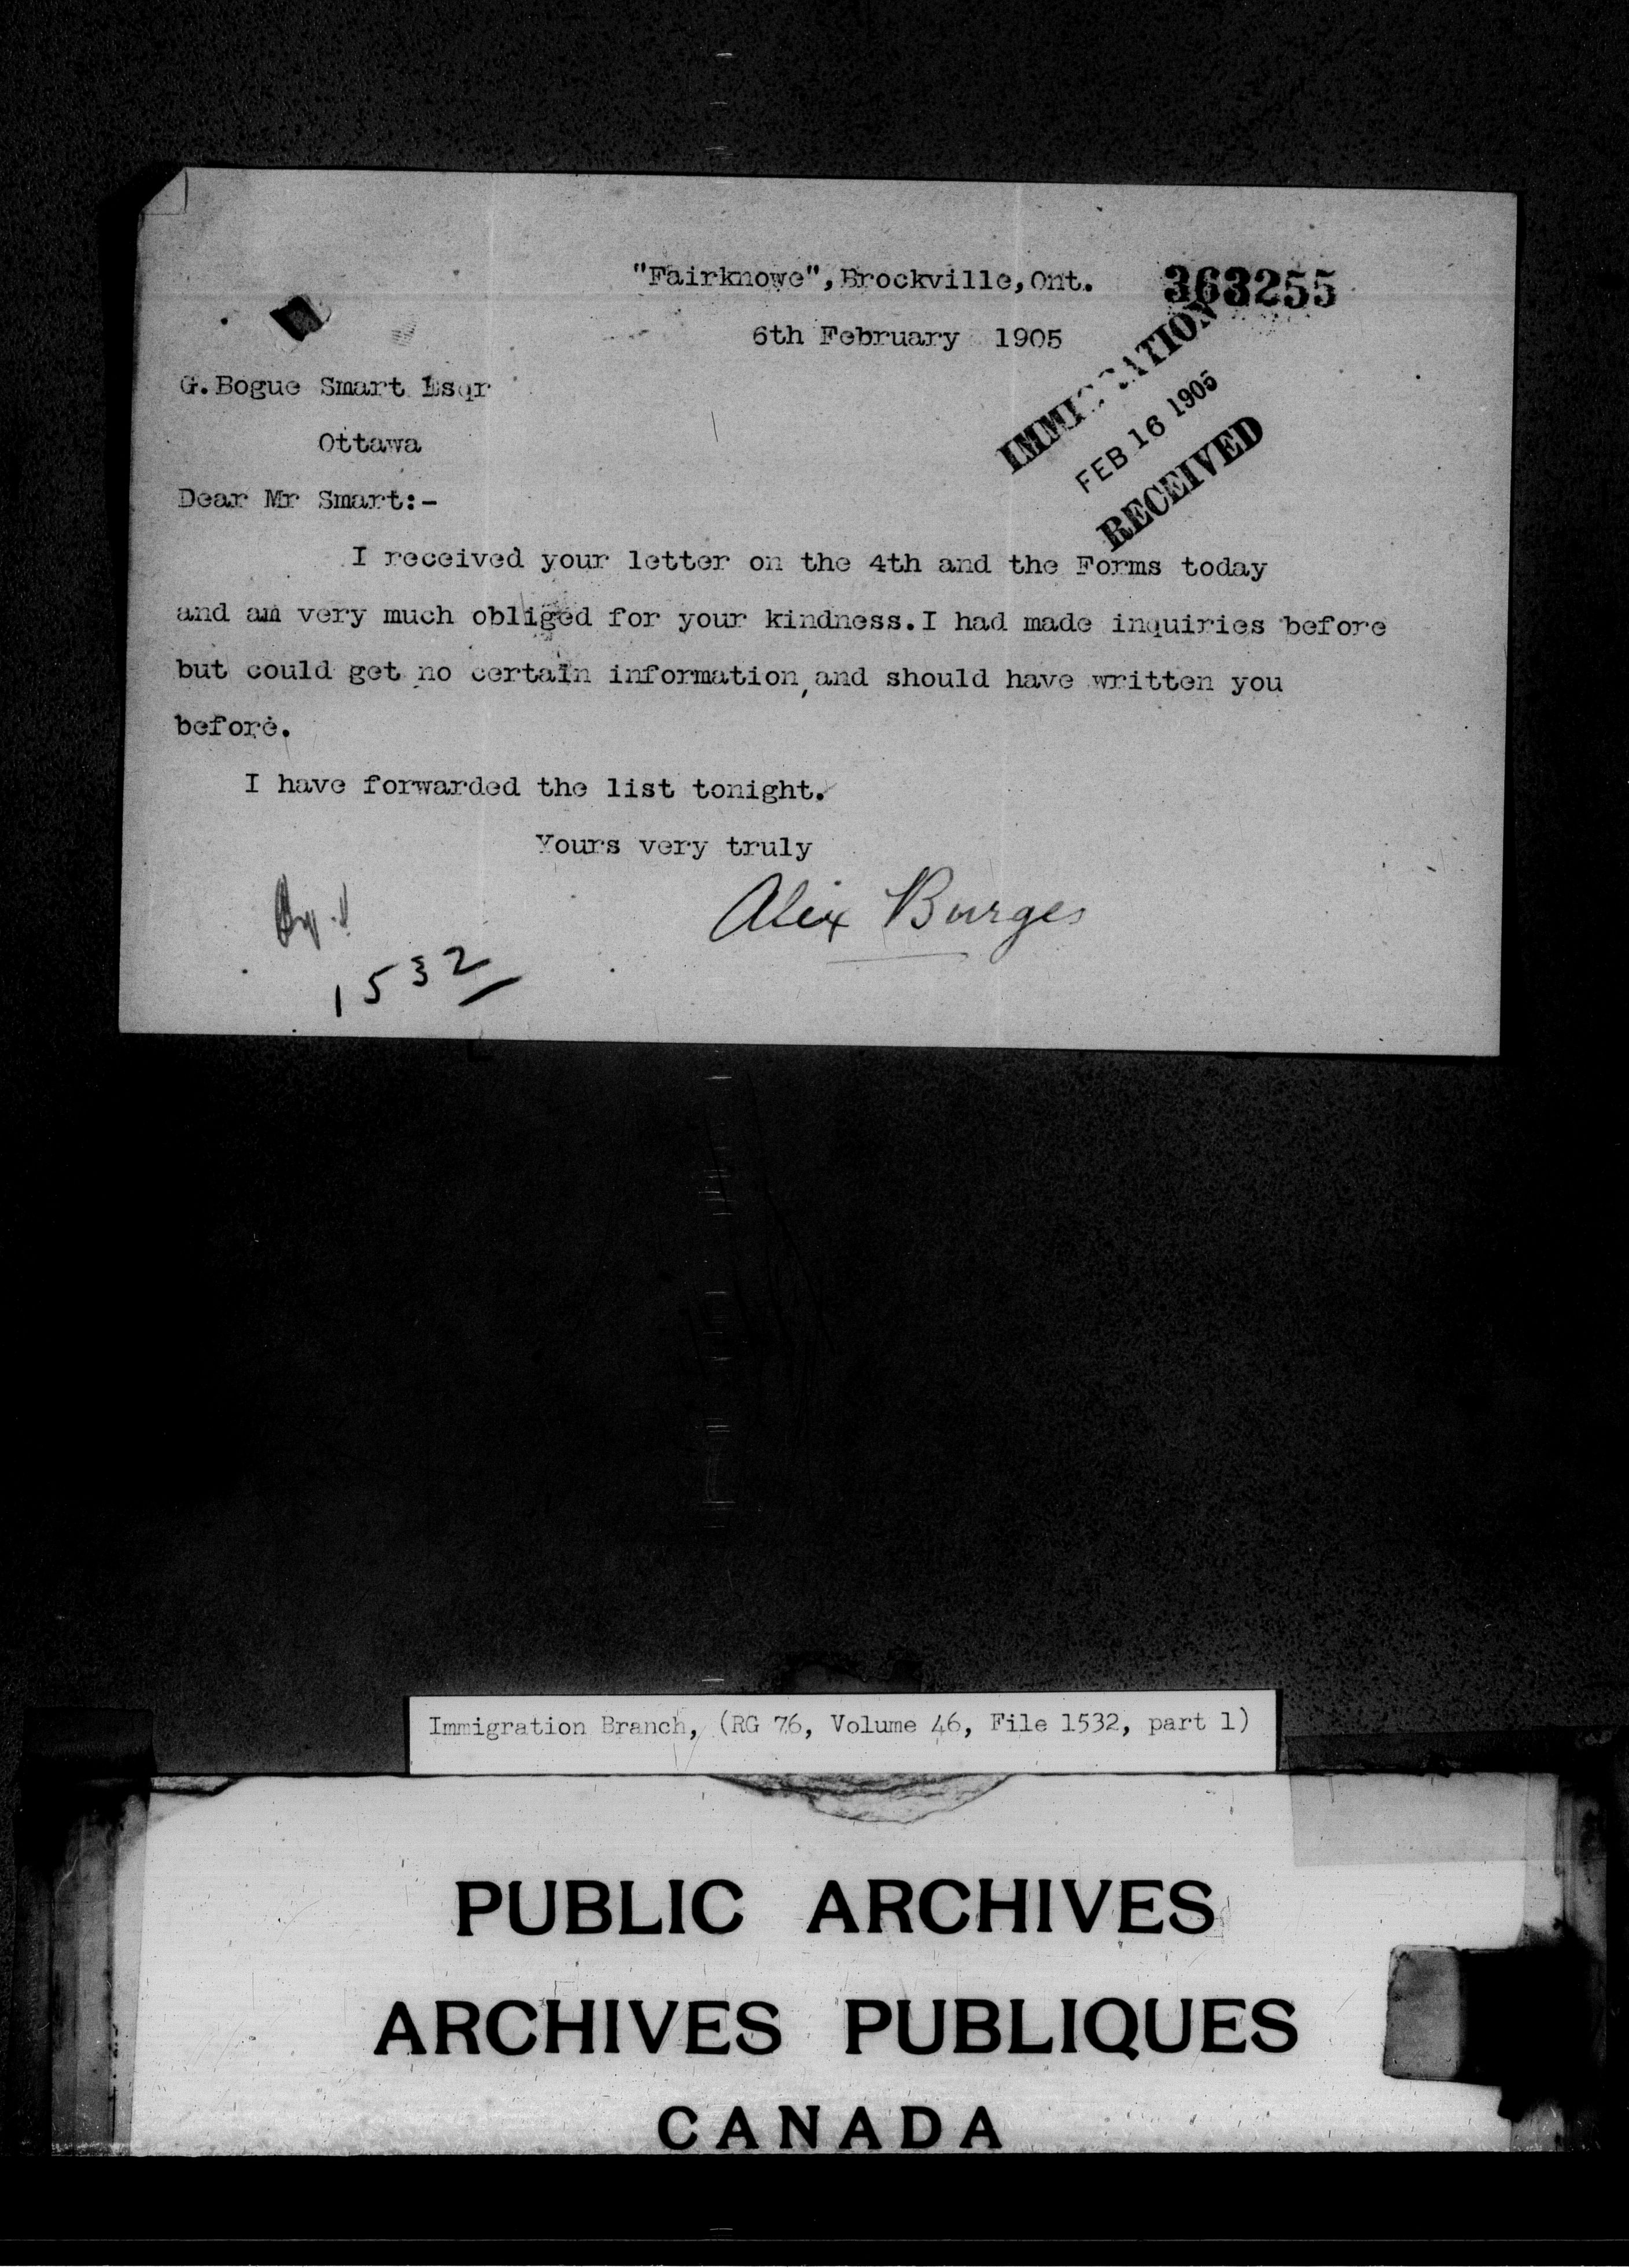 "Fairknowe", Brockville, Ont.
363255
6th February 1905
IMMIGRATION
FEB 16 1905
RECEIVED
G. Bogue Smart Esqr
Ottawa
Dear Mr Smart:-
I received your letter on the 4th and the Forms today
and am very much obliged for your kindness. I had made inquiries before
but could get no certain information, and should have written you
before.
I have forwarded the list tonight.
Yours very truly
Alex Burges
1532
Immigration Branch, (RG 76, Volume 46, File 1532, part 1)
PUBLIC ARCHIVES
ARCHIVES PUBLIQUES
CANADA